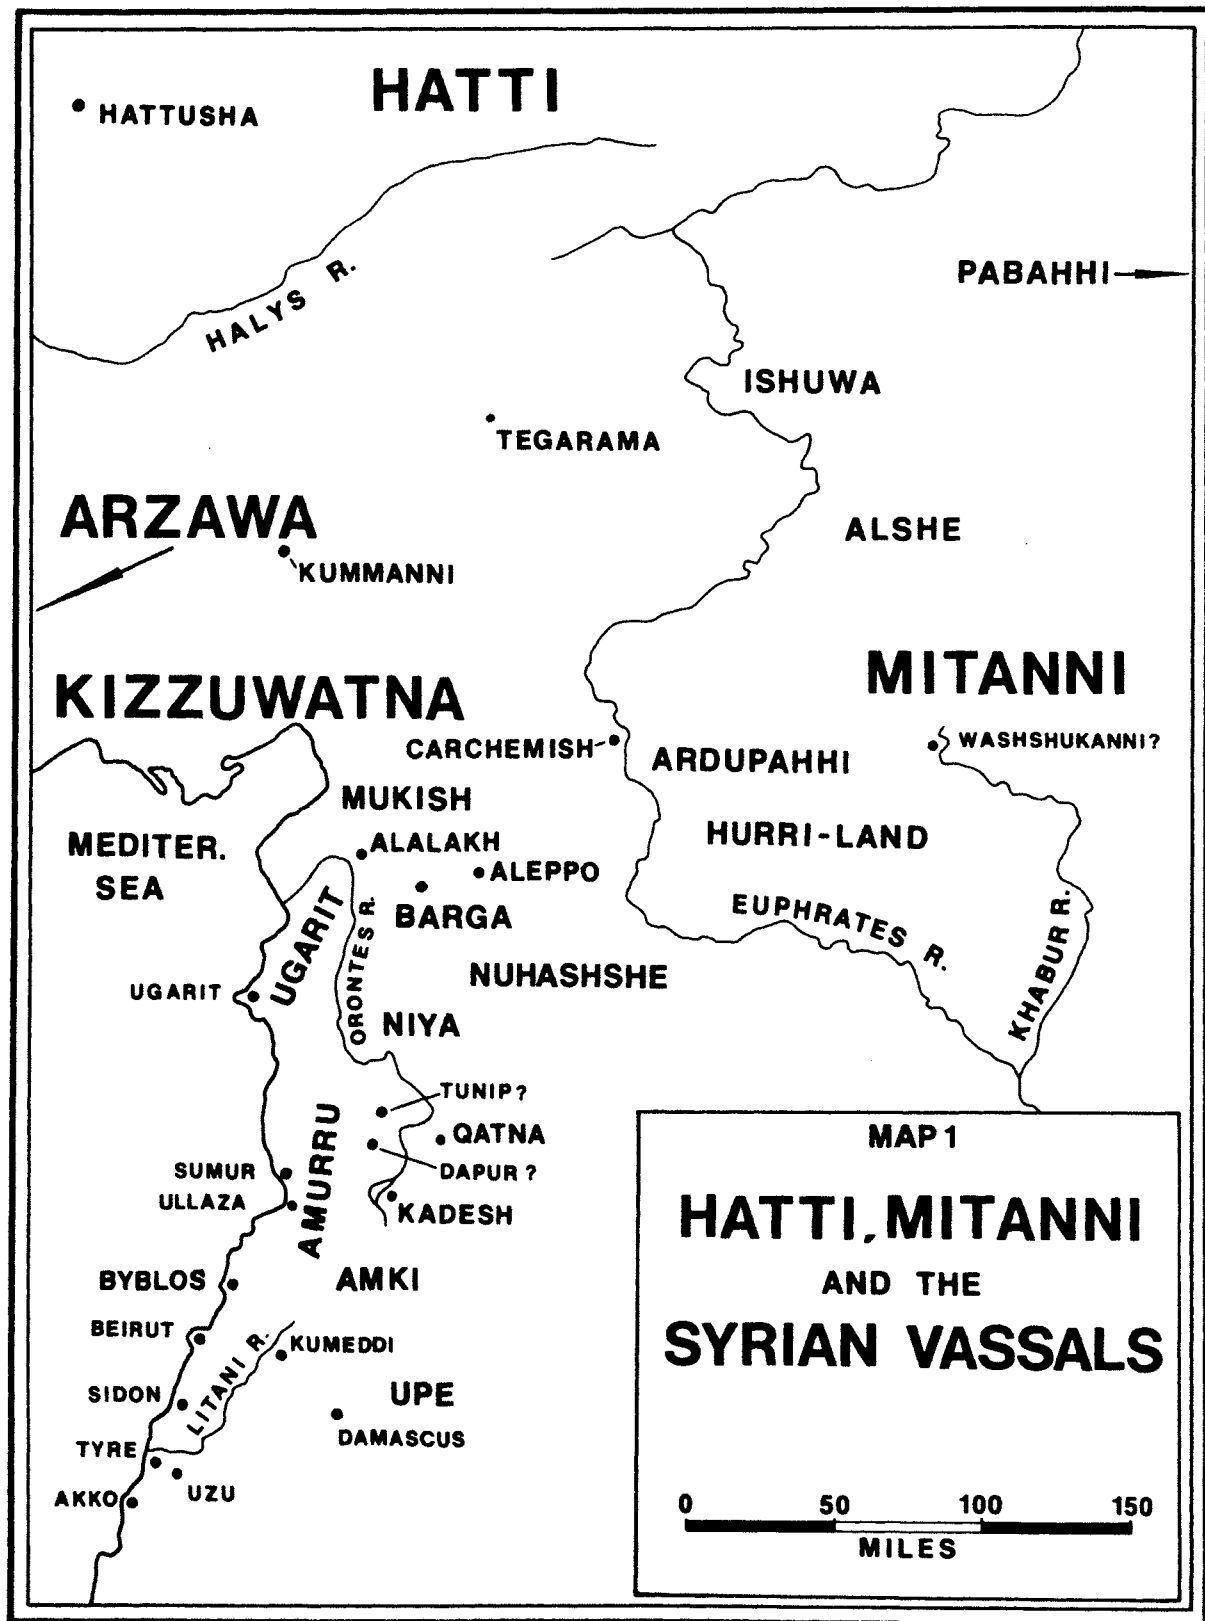 HATTI
HATTUSHA
HALYS R.
PABAHHI
ISHUWA
TEGARAMA
ARZAWA
ALSHE
KUMMANNI
MITANNI
KIZZUWATNA
CARCHEMISH
WASHSHUKANNI?
ARDUPAHHI
MUKISH
MEDITER.
SEA
HURRI-LAND
ALALAKH
ALEPPO
BARGA
EUPHRATES R.
KHABUR R.
UGARIT
ORONTES R.
NUHASHSHE
UGARIT
NIYA
TUNIP?
QATNA
DAPUR?
AMURRU
SUMUR
ULLAZA
KADESH
BYBLOS
AMKI
BEIRUT
LITANI R.
KUMEDDI
SIDON
UPE
DAMASCUS
TYRE
UZU
AKKO
MAP 1
HATTI, MITANNI
AND THE
SYRIAN VASSALS
0 50 100 150
MILES